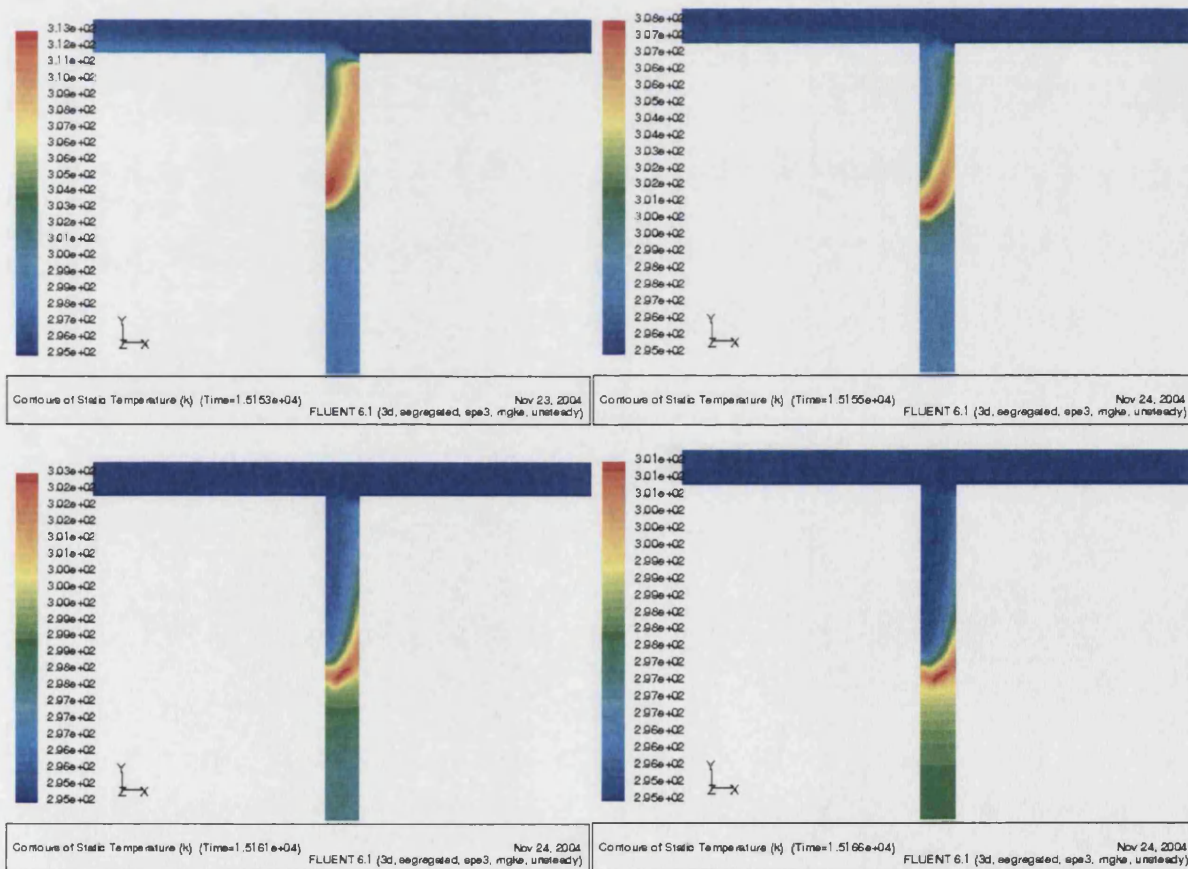 3.13e+02
3.12e+02
3.11e+02
3.10e+02
3.09e+02
3.08e+02
3.07e+02
3.06e+02
3.05e+02
3.04e+02
3.03e+02
3.02e+02
3.01e+02
3.00e+02
2.99e+02
2.99e+02
2.98e+02
2.97e+02
2.96e+02
2.96e+02
2.95e+02
Y
Z X
Contours of Static Temperature (k) (Time=1.5153e+04) Nov 23, 2004
FLUENT 6.1 (3d, segregated, spe3, rngke, unsteady)
3.08e+02
3.07e+02
3.07e+02
3.06e+02
3.05e+02
3.04e+02
3.04e+02
3.03e+02
3.02e+02
3.01e+02
3.00e+02
3.00e+02
2.99e+02
2.98e+02
2.98e+02
2.97e+02
2.96e+02
2.96e+02
2.95e+02
Y
Z X
Contours of Static Temperature (k) (Time=1.5155e+04) Nov 24, 2004
FLUENT 6.1 (3d, segregated, spe3, rngke, unsteady)
3.03e+02
3.02e+02
3.02e+02
3.02e+02
3.01e+02
3.01e+02
3.00e+02
3.00e+02
3.00e+02
2.99e+02
2.99e+02
2.98e+02
2.98e+02
2.98e+02
2.97e+02
2.97e+02
2.96e+02
2.96e+02
2.95e+02
2.95e+02
Y
Z X
Contours of Static Temperature (k) (Time=1.5161e+04) Nov 24, 2004
FLUENT 6.1 (3d, segregated, spe3, rngke, unsteady)
3.01e+02
3.01e+02
3.01e+02
3.00e+02
3.00e+02
3.00e+02
2.99e+02
2.99e+02
2.99e+02
2.98e+02
2.98e+02
2.98e+02
2.97e+02
2.97e+02
2.97e+02
2.96e+02
2.96e+02
2.96e+02
2.95e+02
2.95e+02
Y
Z X
Contours of Static Temperature (k) (Time=1.5166e+04) Nov 24, 2004
FLUENT 6.1 (3d, segregated, spe3, rngke, unsteady)